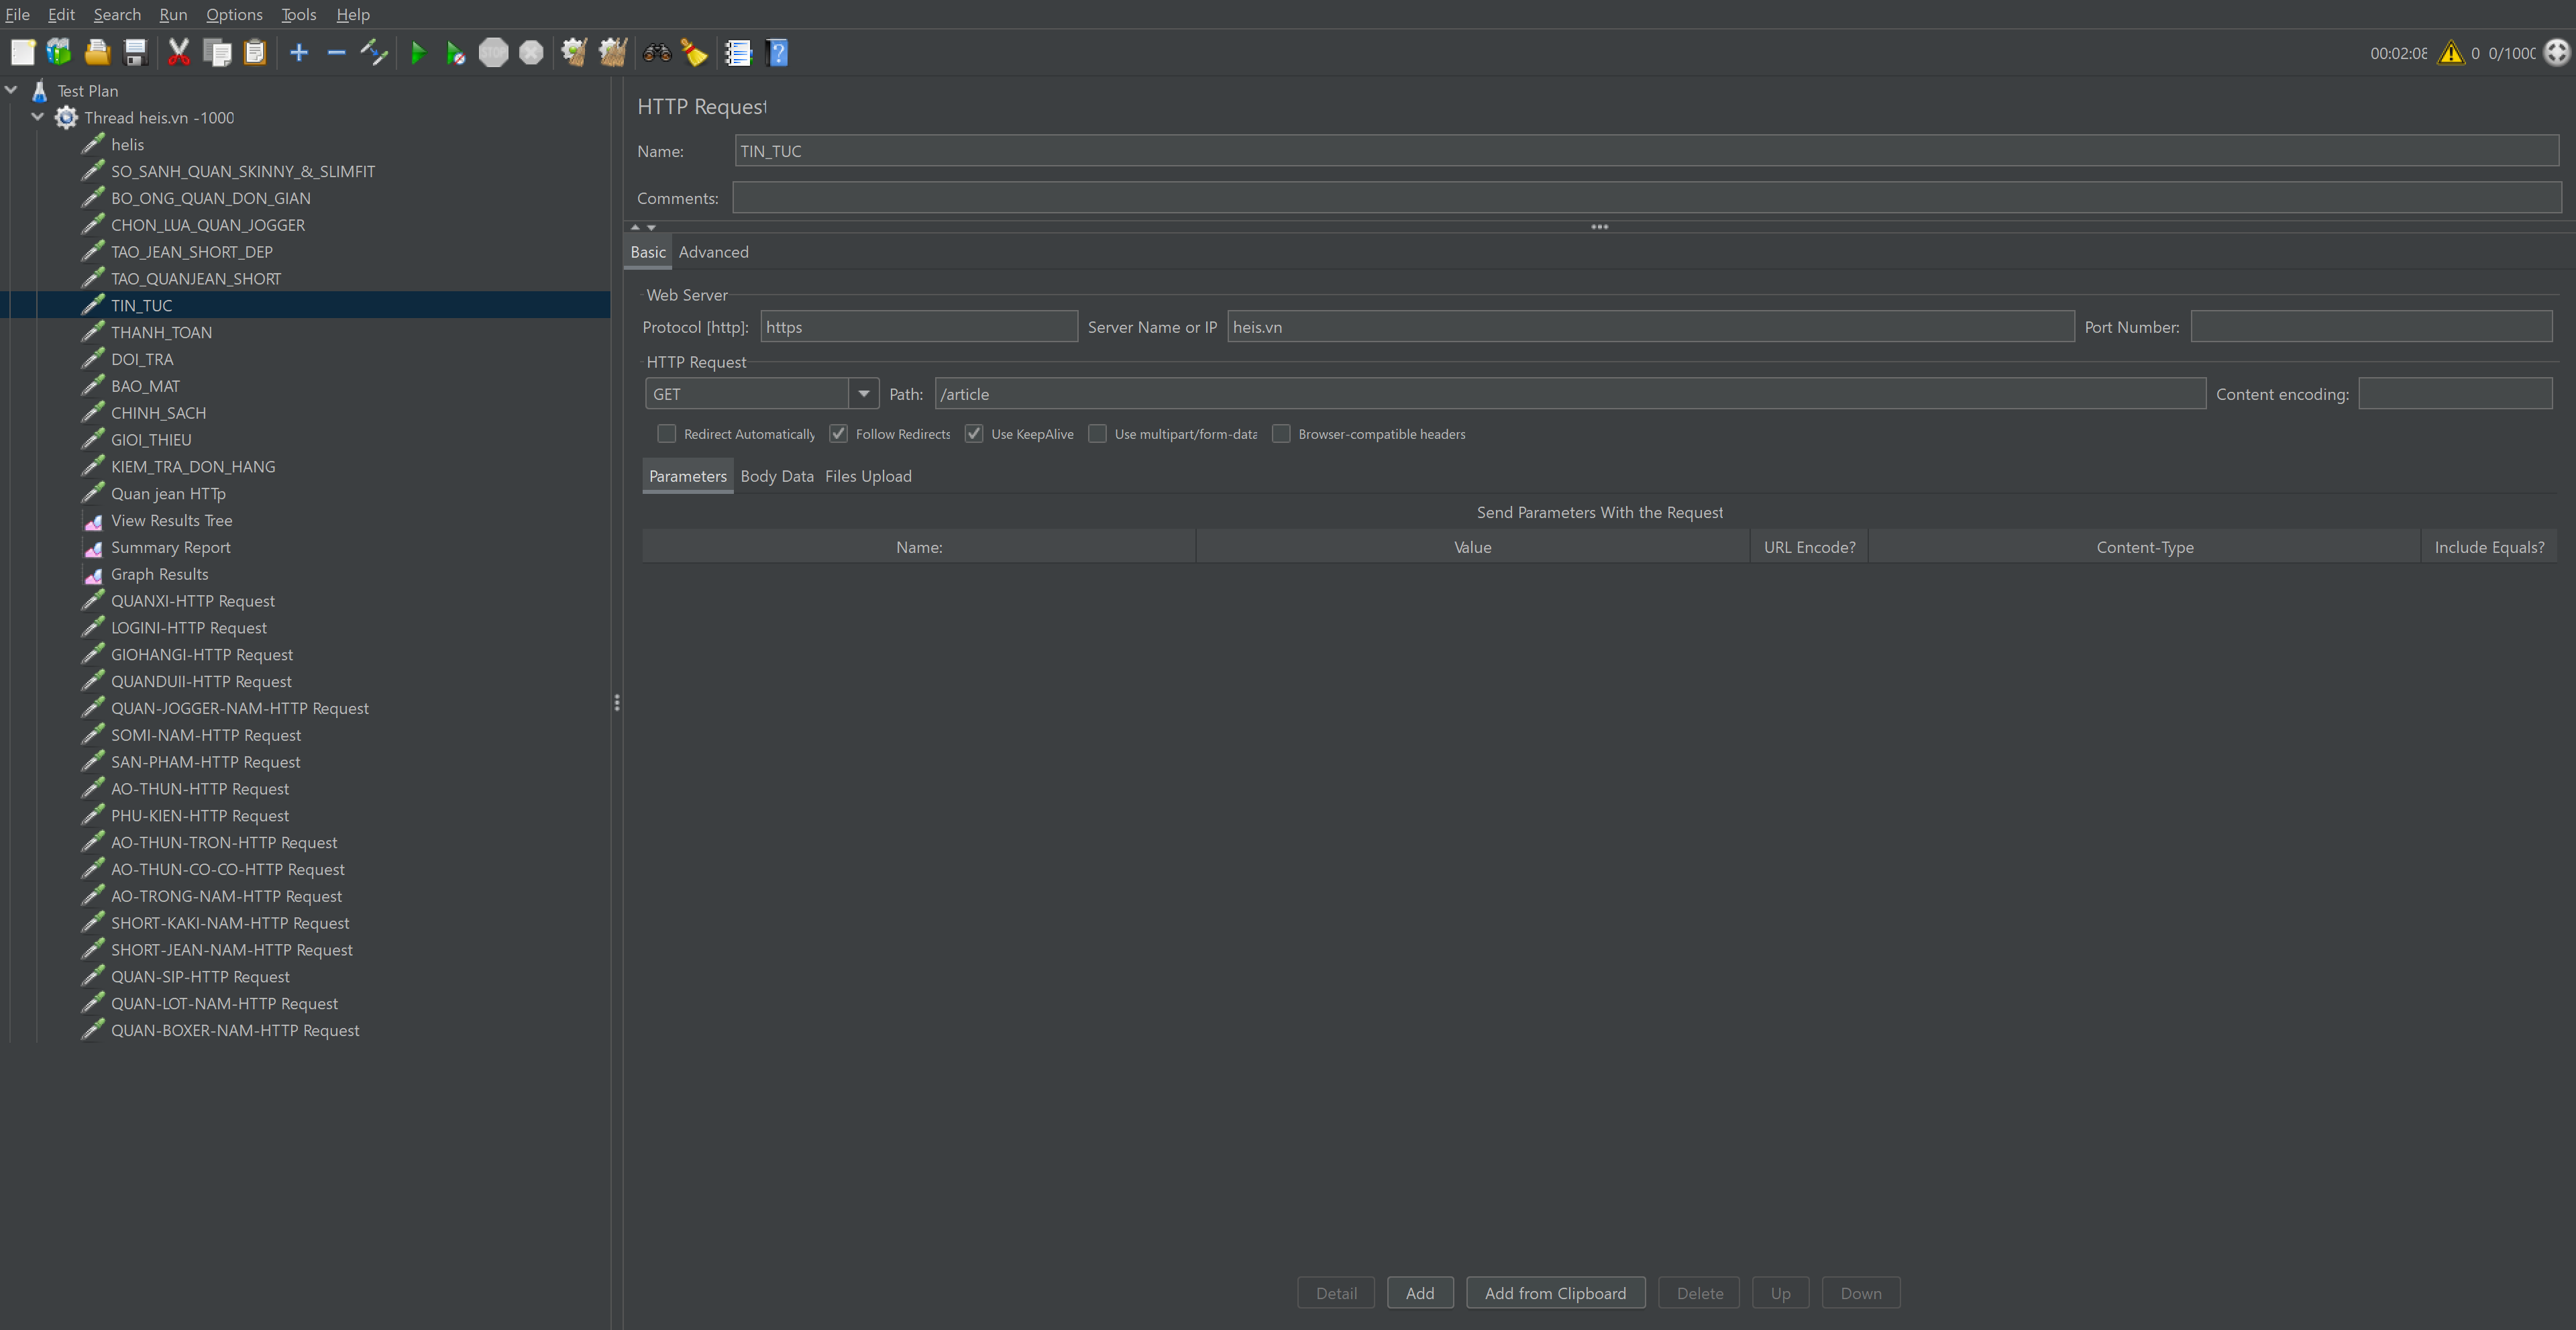 File Edit Search Run Options Tools Help
STOP
?
00:02:08 0 0/1000
Test Plan
Thread heis.vn -1000
helis
SO_SANH_QUAN_SKINNY_&_SLIMFIT
BO_ONG_QUAN_DON_GIAN
CHON_LUA_QUAN_JOGGER
TAO_JEAN_SHORT_DEP
TAO_QUANJEAN_SHORT
TIN_TUC
THANH_TOAN
DOI_TRA
BAO_MAT
CHINH_SACH
GIOI_THIEU
KIEM_TRA_DON_HANG
Quan jean HTTp
View Results Tree
Summary Report
Graph Results
QUANXI-HTTP Request
LOGINI-HTTP Request
GIOHANGI-HTTP Request
QUANDUII-HTTP Request
QUAN-JOGGER-NAM-HTTP Request
SOMI-NAM-HTTP Request
SAN-PHAM-HTTP Request
AO-THUN-HTTP Request
PHU-KIEN-HTTP Request
AO-THUN-TRON-HTTP Request
AO-THUN-CO-CO-HTTP Request
AO-TRONG-NAM-HTTP Request
SHORT-KAKI-NAM-HTTP Request
SHORT-JEAN-NAM-HTTP Request
QUAN-SIP-HTTP Request
QUAN-LOT-NAM-HTTP Request
QUAN-BOXER-NAM-HTTP Request
HTTP Request
Name: TIN_TUC
Comments:
Basic Advanced
Web Server
Protocol [http]: https Server Name or IP heis.vn Port Number:
HTTP Request
GET Path: /article Content encoding:
Redirect Automatically Follow Redirects Use KeepAlive Use multipart/form-data Browser-compatible headers
Parameters Body Data Files Upload
Send Parameters With the Request
Name: Value URL Encode? Content-Type Include Equals?
Detail Add Add from Clipboard Delete Up Down